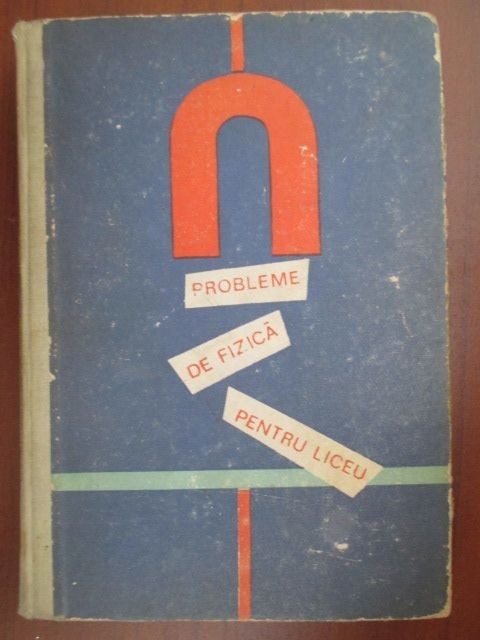 PROBLEME
DE FIZICĂ
PENTRU LICEU